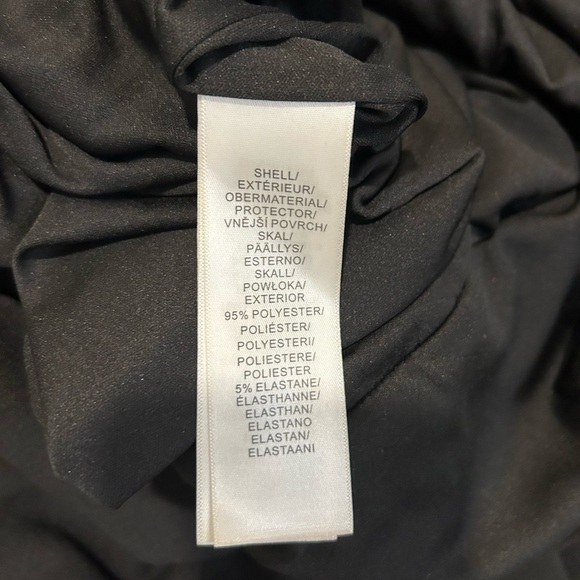 SHELL/
EXTÉRIEUR/
OBERMATERIAL/
PROTECTOR/
VNĚJŠÍ POVRCH/
SKAL/
PÄÄLLYS/
ESTERNO/
SKALL/
POWŁOKA/
EXTERIOR
95% POLYESTER/
POLIÉSTER/
POLYESTERI/
POLIESTERE/
POLIESTER
5% ELASTANE/
ÉLASTHANNE/
ELASTHAN/
ELASTANO
ELASTAN/
ELASTAANI